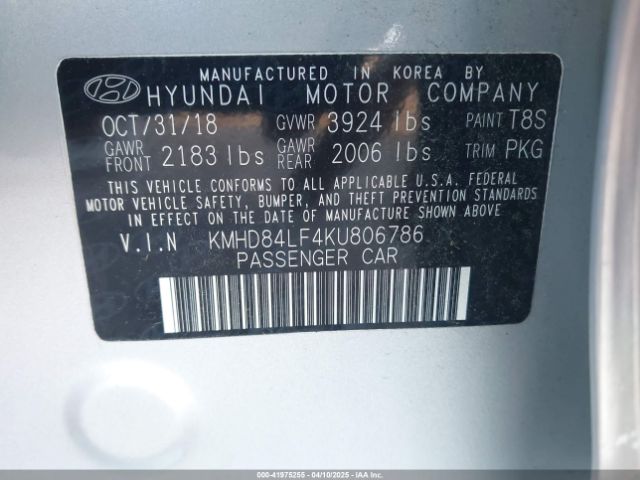 MANUFACTURED IN KOREA BY
HYUNDAI MOTOR COMPANY
OCT/31/18 GVWR 3924 lbs PAINT T8S
GAWR FRONT 2183 lbs GAWR REAR 2006 lbs TRIM PKG
THIS VEHICLE CONFORMS TO ALL APPLICABLE U.S.A. FEDERAL
MOTOR VEHICLE SAFETY, BUMPER, AND THEFT PREVENTION STANDARDS
IN EFFECT ON THE DATE OF MANUFACTURE SHOWN ABOVE
V.I.N KMHD84LF4KU806786
PASSENGER CAR
000-41975255 - 04/10/2025 - IAAI.COM